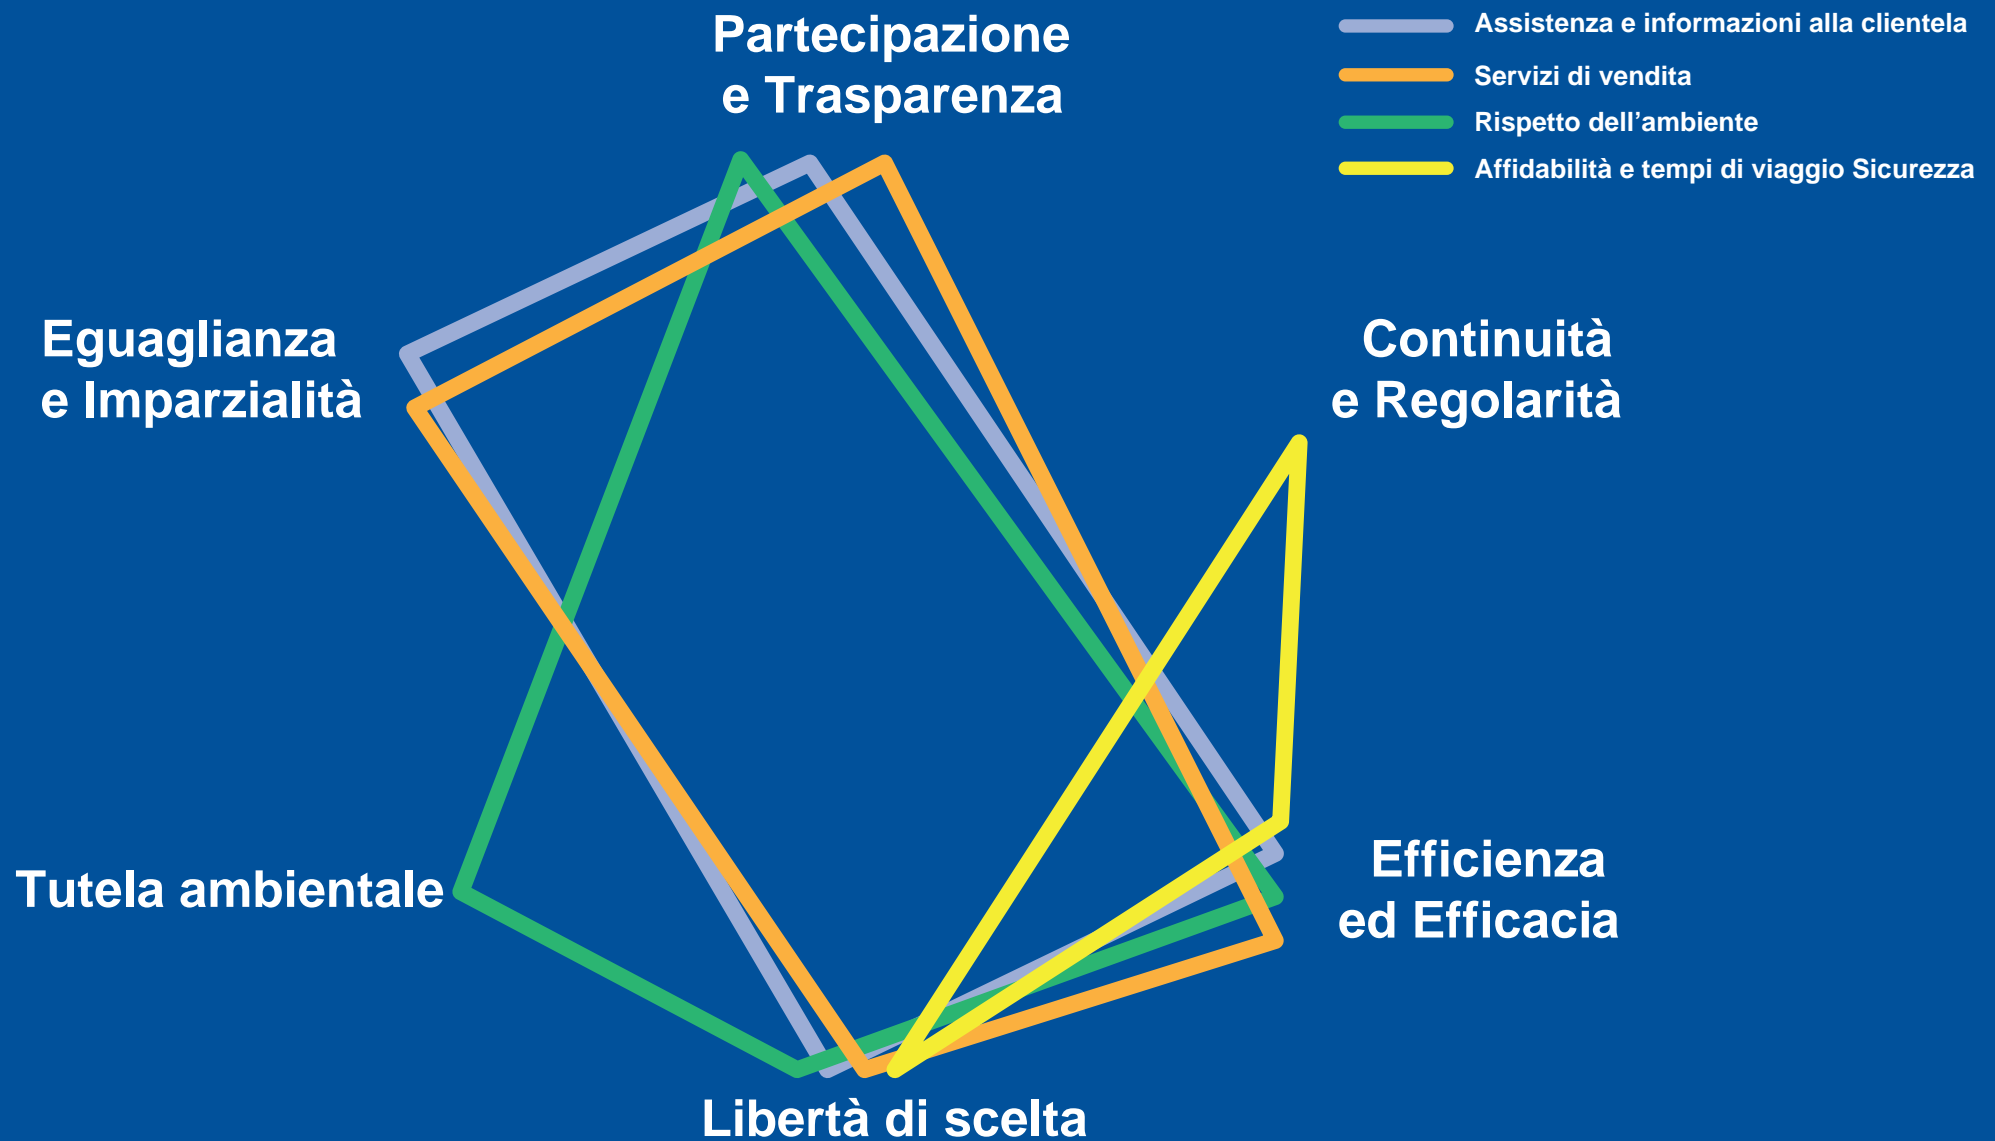 Partecipazione
e Trasparenza
Assistenza e informazioni alla clientela
Servizi di vendita
Rispetto dell’ambiente
Affidabilità e tempi di viaggio Sicurezza
Eguaglianza
e Imparzialità
Continuità
e Regolarità
Tutela ambientale
Efficienza
ed Efficacia
Libertà di scelta